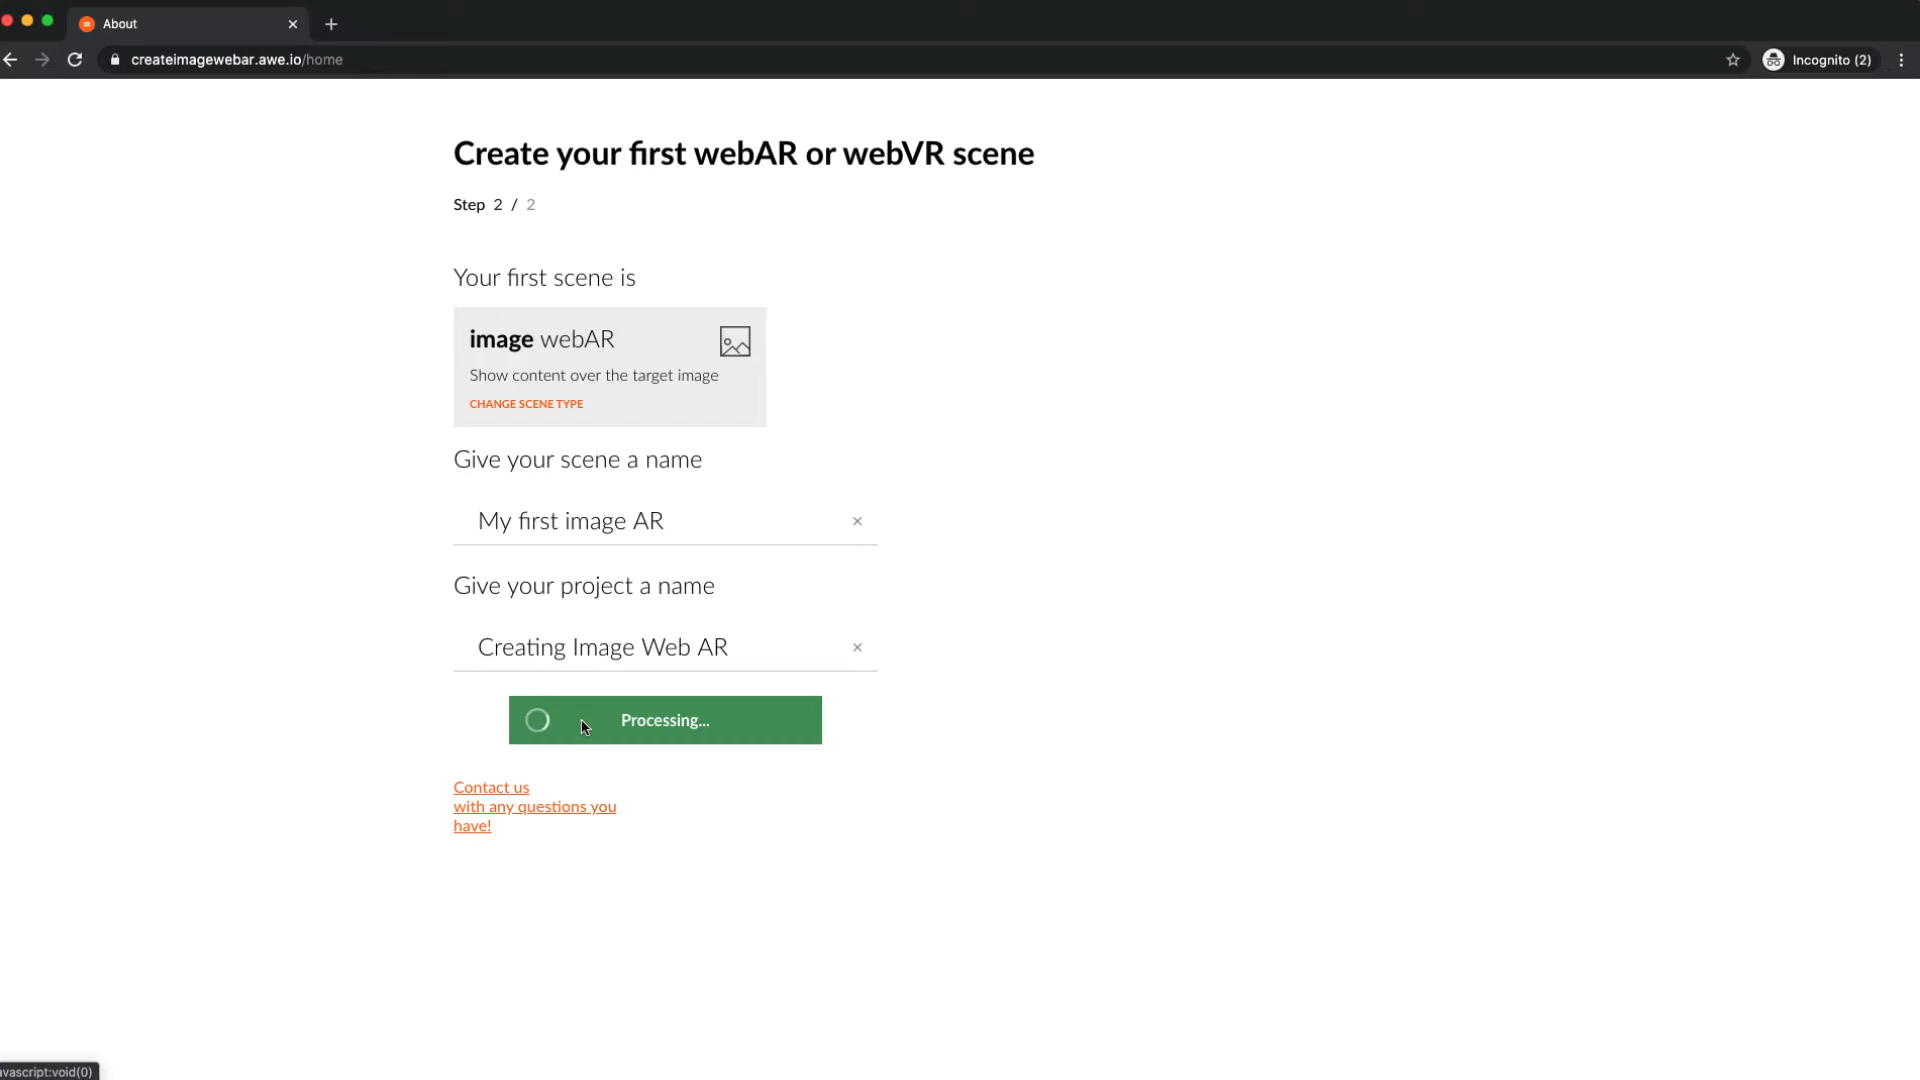 About
createimagewebar.awe.io/home
Incognito (2)
Create your first webAR or webVR scene
Step 2 / 2
Your first scene is
image webAR
Show content over the target image
CHANGE SCENE TYPE
Give your scene a name
My first image AR
Give your project a name
Creating Image Web AR
Processing...
Contact us
with any questions you
have!
avascript:void(0)